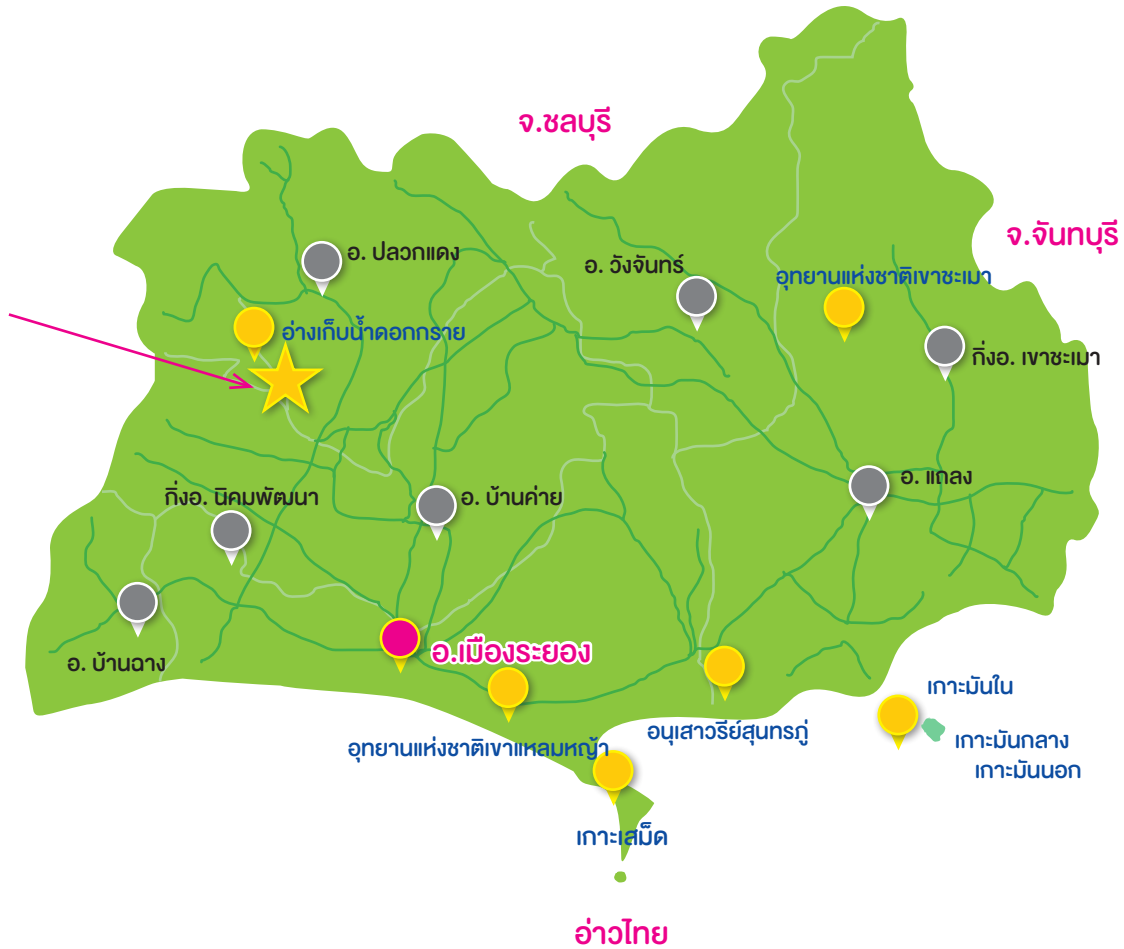 จ.ชลบุรี
จ.จันทบุรี
อ. ปลวกแดง
อ. วังจันทร์
อุทยานแห่งชาติเขาชะเมา
อ่างเก็บน้ำดอกกราย
กิ่งอ. เขาชะเมา
กิ่งอ. นิคมพัฒนา
อ. บ้านค่าย
อ. แถลง
อ. บ้านฉาง
อ.เมืองระยอง
เกาะมันใน
อนุเสาวรีย์สุนทรภู่
เกาะมันกลาง
อุทยานแห่งชาติเขาแหลมหญ้า
เกาะมันนอก
เกาะเสม็ด
อ่าวไทย